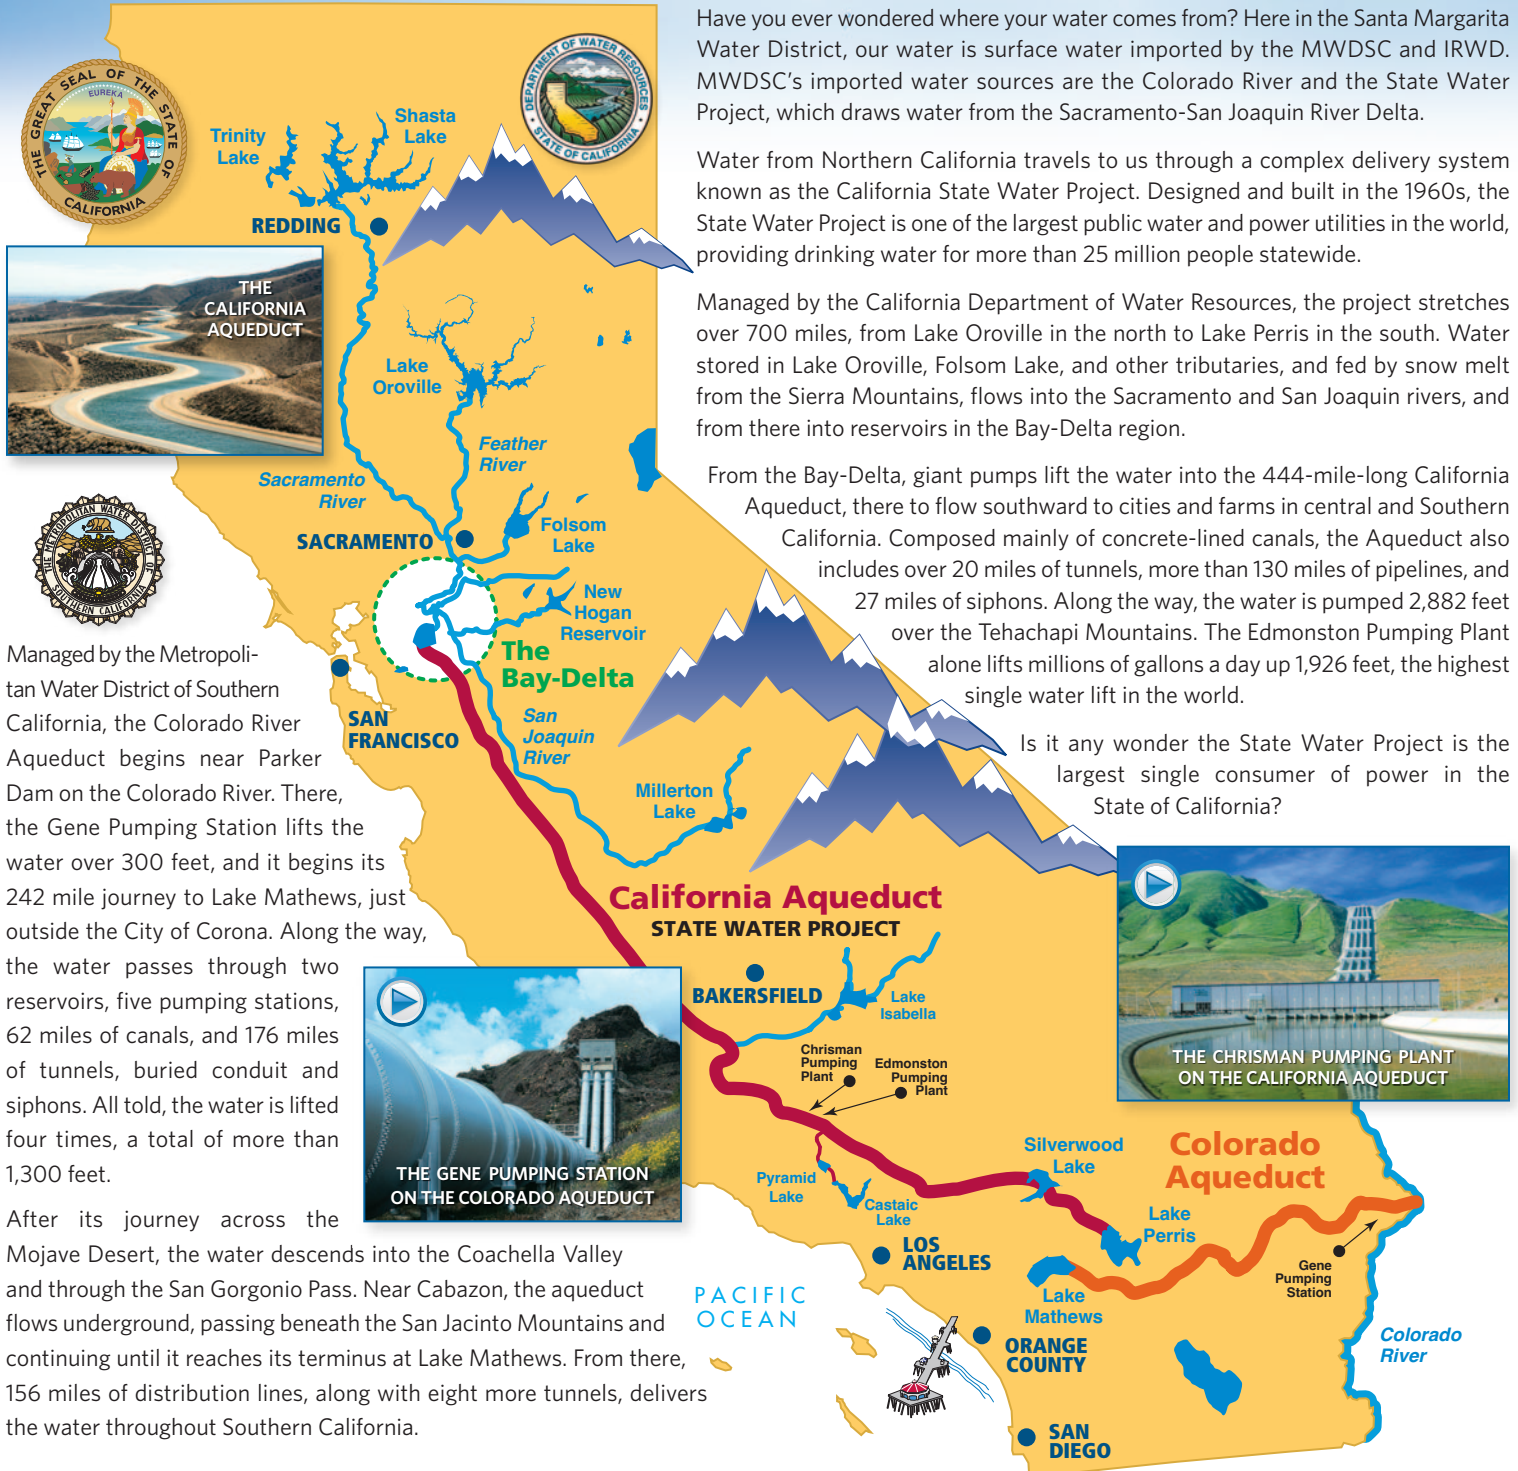 Have you ever wondered where your water comes from? Here in the Santa Margarita
Water District, our water is surface water imported by the MWDSC and IRWD.
MWDSC's imported water sources are the Colorado River and the State Water
Project, which draws water from the Sacramento-San Joaquin River Delta.
Water from Northern California travels to us through a complex delivery system
known as the California State Water Project. Designed and built in the 1960s, the
State Water Project is one of the largest public water and power utilities in the world,
providing drinking water for more than 25 million people statewide.
Managed by the California Department of Water Resources, the project stretches
over 700 miles, from Lake Oroville in the north to Lake Perris in the south. Water
stored in Lake Oroville, Folsom Lake, and other tributaries, and fed by snow melt
from the Sierra Mountains, flows into the Sacramento and San Joaquin rivers, and
from there into reservoirs in the Bay-Delta region.
From the Bay-Delta, giant pumps lift the water into the 444-mile-long California
Aqueduct, there to flow southward to cities and farms in central and Southern
California. Composed mainly of concrete-lined canals, the Aqueduct also
includes over 20 miles of tunnels, more than 130 miles of pipelines, and
27 miles of siphons. Along the way, the water is pumped 2,882 feet
over the Tehachapi Mountains. The Edmonston Pumping Plant
alone lifts millions of gallons a day up 1,926 feet, the highest
single water lift in the world.
Is it any wonder the State Water Project is the
largest single consumer of power in the
State of California?
THE GREAT SEAL OF THE STATE OF
CALIFORNIA
EUREKA
DEPARTMENT OF WATER RESOURCES
STATE OF CALIFORNIA
Trinity
Lake
Shasta
Lake
REDDING
THE
CALIFORNIA
AQUEDUCT
Lake
Oroville
Feather
River
Sacramento
River
SACRAMENTO
Folsom
Lake
New
Hogan
Reservoir
The
Bay-Delta
SAN
FRANCISCO
San
Joaquin
River
Millerton
Lake
THE METROPOLITAN WATER DISTRICT OF
SOUTHERN CALIFORNIA
Managed by the Metropoli-
tan Water District of Southern
California, the Colorado River
Aqueduct begins near Parker
Dam on the Colorado River. There,
the Gene Pumping Station lifts the
water over 300 feet, and it begins its
242 mile journey to Lake Mathews, just
outside the City of Corona. Along the way,
the water passes through two
reservoirs, five pumping stations,
62 miles of canals, and 176 miles
of tunnels, buried conduit and
siphons. All told, the water is lifted
four times, a total of more than
1,300 feet.
After its journey across the
Mojave Desert, the water descends into the Coachella Valley
and through the San Gorgonio Pass. Near Cabazon, the aqueduct
flows underground, passing beneath the San Jacinto Mountains and
continuing until it reaches its terminus at Lake Mathews. From there,
156 miles of distribution lines, along with eight more tunnels, delivers
the water throughout Southern California.
California Aqueduct
STATE WATER PROJECT
BAKERSFIELD
Lake
Isabella
Chrisman
Pumping
Plant
Edmonston
Pumping
Plant
THE CHRISMAN PUMPING PLANT
ON THE CALIFORNIA AQUEDUCT
THE GENE PUMPING STATION
ON THE COLORADO AQUEDUCT
Pyramid
Lake
Castaic
Lake
Silverwood
Lake
Colorado
Aqueduct
Lake
Perris
LOS
ANGELES
Gene
Pumping
Station
Lake
Mathews
PACIFIC
OCEAN
ORANGE
COUNTY
Colorado
River
SAN
DIEGO